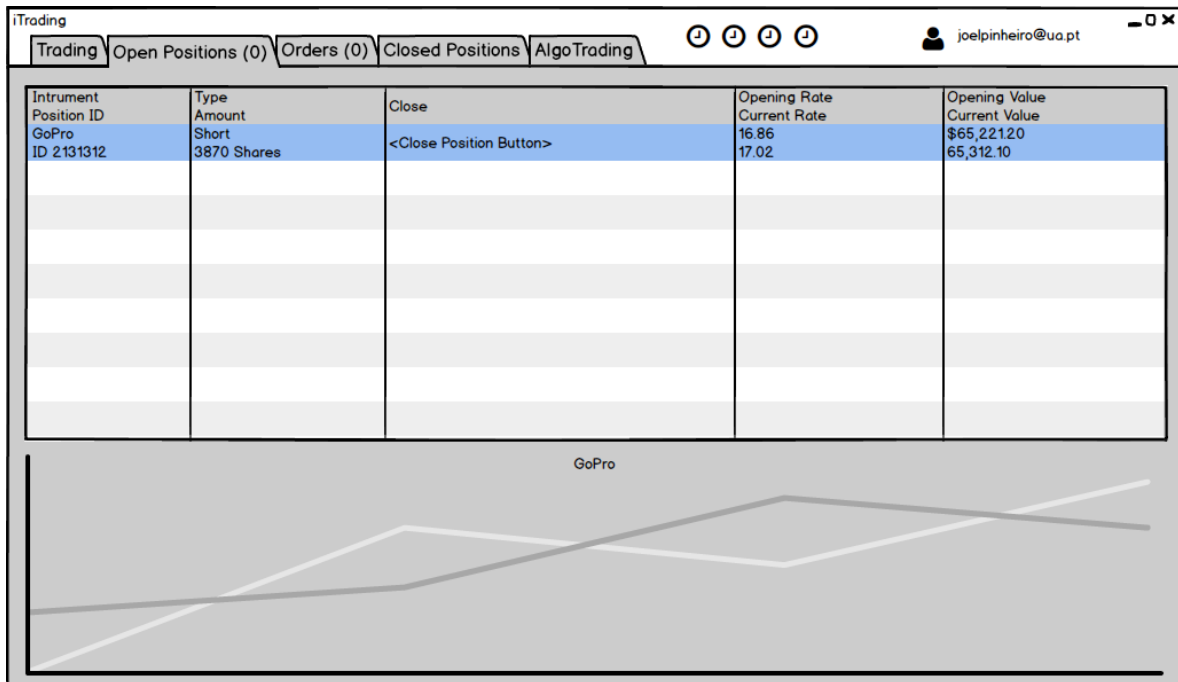 iTrading
Trading Open Positions (0) Orders (0) Closed Positions AlgoTrading
joelpinheiro@ua.pt
Intrument
Position ID
Type
Amount
Close
Opening Rate
Current Rate
Opening Value
Current Value
GoPro
ID 2131312
Short
3870 Shares
<Close Position Button>
16.86
17.02
$65,221.20
65,312.10
GoPro